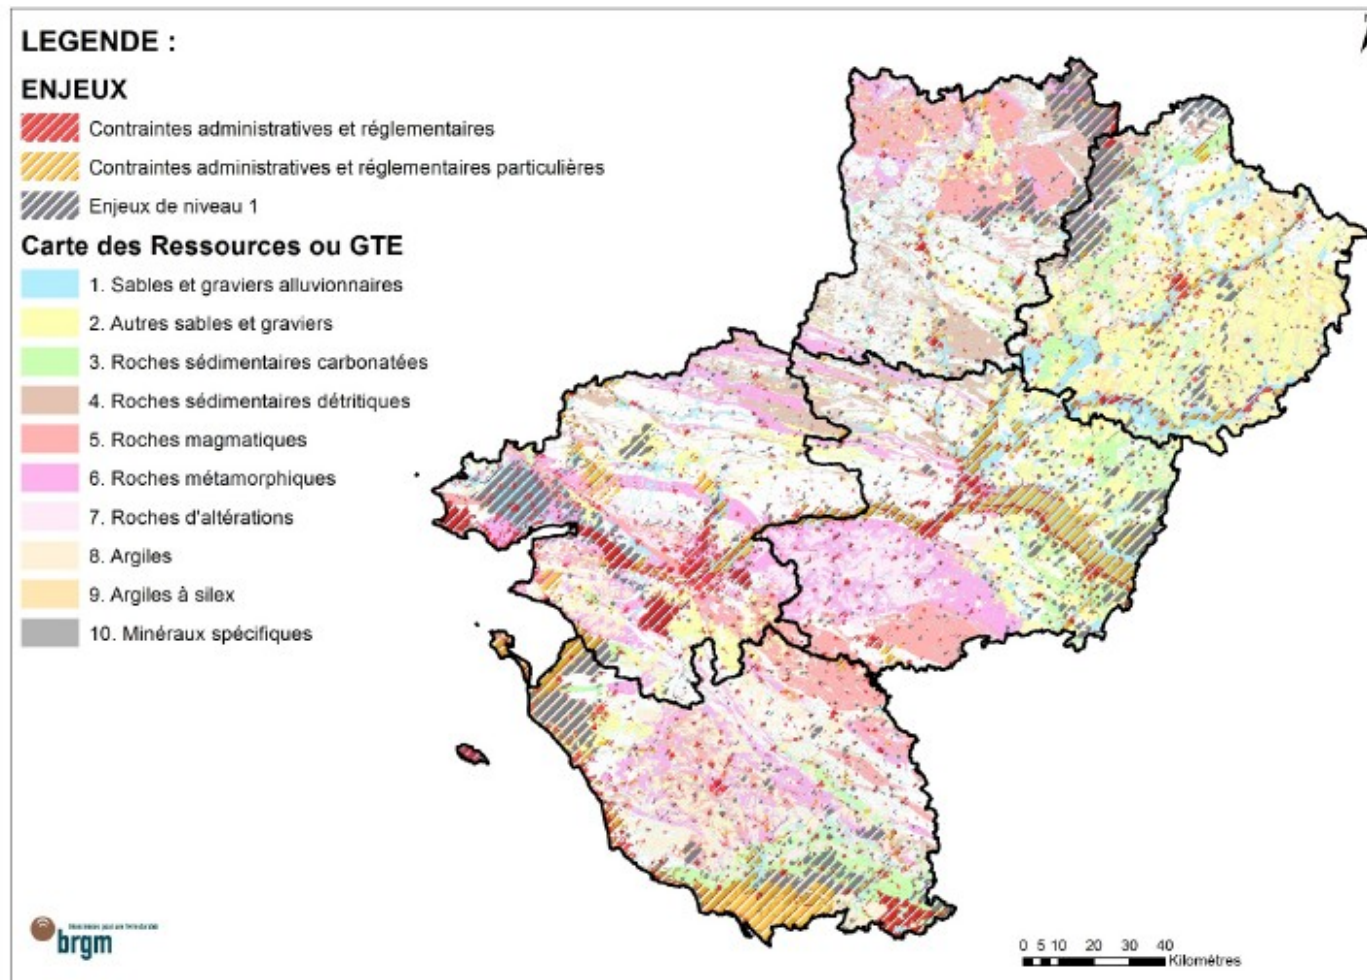 LEGENDE :
ENJEUX
Contraintes administratives et réglementaires
Contraintes administratives et réglementaires particulières
Enjeux de niveau 1
Carte des Ressources ou GTE
1. Sables et graviers alluvionnaires
2. Autres sables et graviers
3. Roches sédimentaires carbonatées
4. Roches sédimentaires détritiques
5. Roches magmatiques
6. Roches métamorphiques
7. Roches d'altérations
8. Argiles
9. Argiles à silex
10. Minéraux spécifiques
brgm
0 5 10 20 30 40
Kilomètres